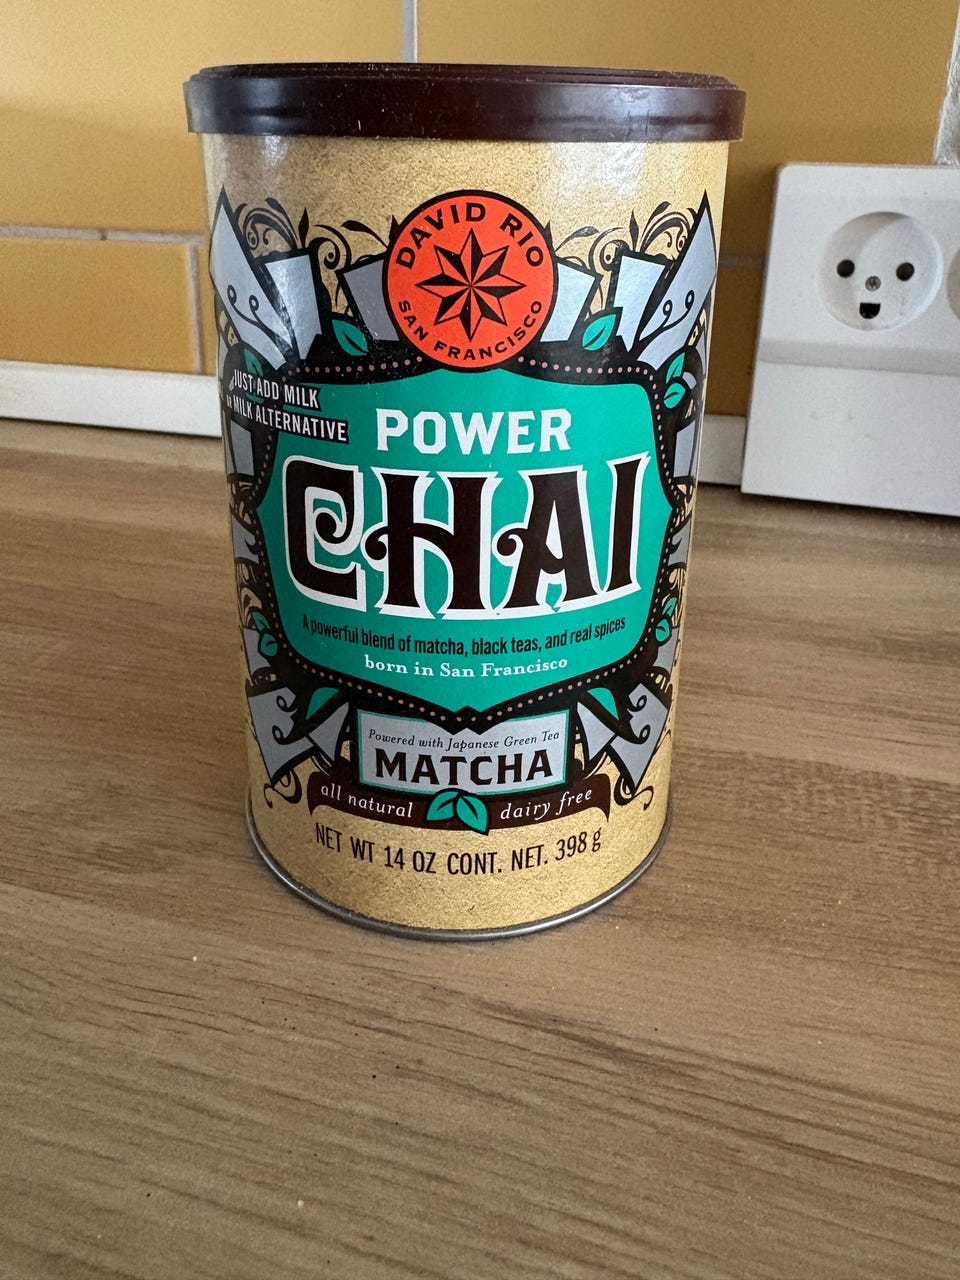 DAVID RIO
SAN FRANCISCO
JUST ADD MILK
or MILK ALTERNATIVE
POWER
CHAI
A powerful blend of matcha, black teas, and real spices
born in San Francisco
Powered with Japanese Green Tea
MATCHA
all natural dairy free
NET WT 14 OZ CONT. NET. 398 g